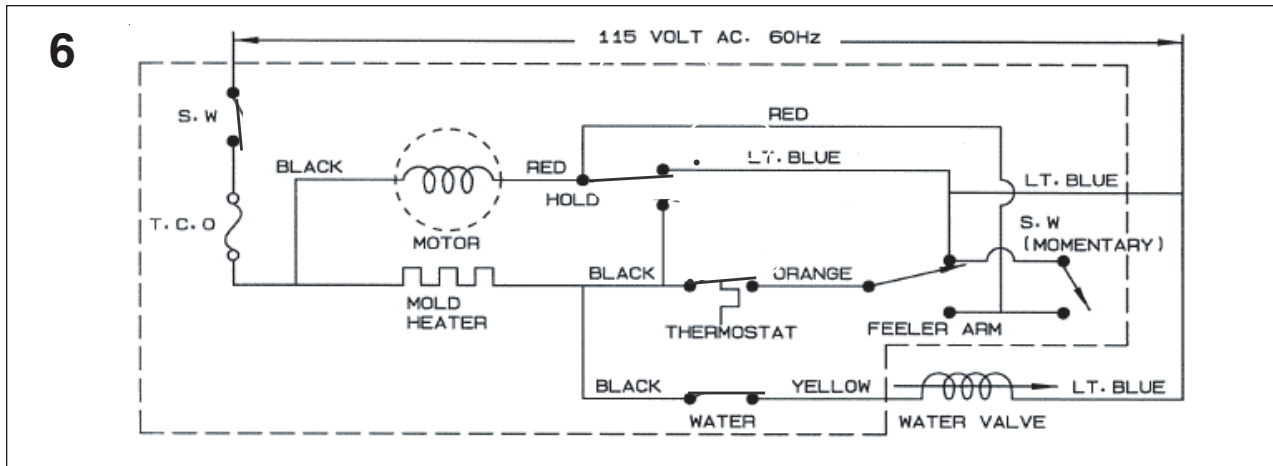 6
115 VOLT AC. 60Hz
S.W
RED
BLACK
RED
LT.BLUE
LT.BLUE
HOLD
T.C.O
S.W
(MOMENTARY)
MOTOR
BLACK
ORANGE
MOLD
HEATER
THERMOSTAT
FEELER ARM
BLACK
YELLOW
LT.BLUE
WATER
WATER VALVE